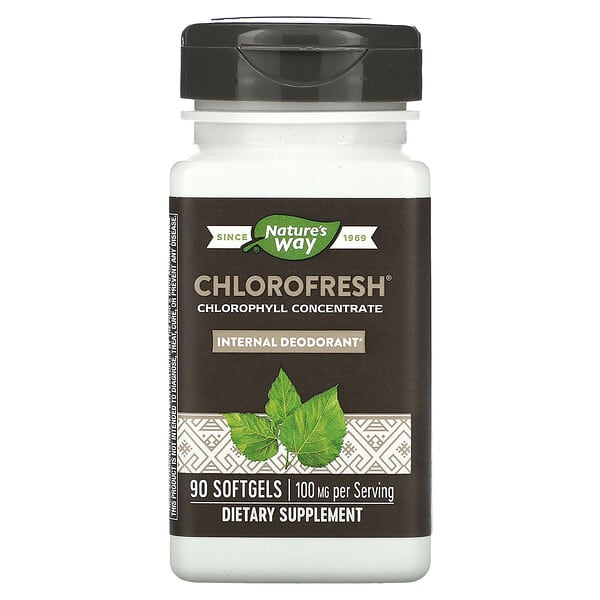 SINCE
Nature's
Way
1969
CHLOROFRESH®
CHLOROPHYLL CONCENTRATE
INTERNAL DEODORANT*
90 SOFTGELS | 100 MG per Serving
DIETARY SUPPLEMENT
THIS PRODUCT IS NOT INTENDED TO DIAGNOSE, TREAT, CURE, OR PREVENT ANY DISEASE